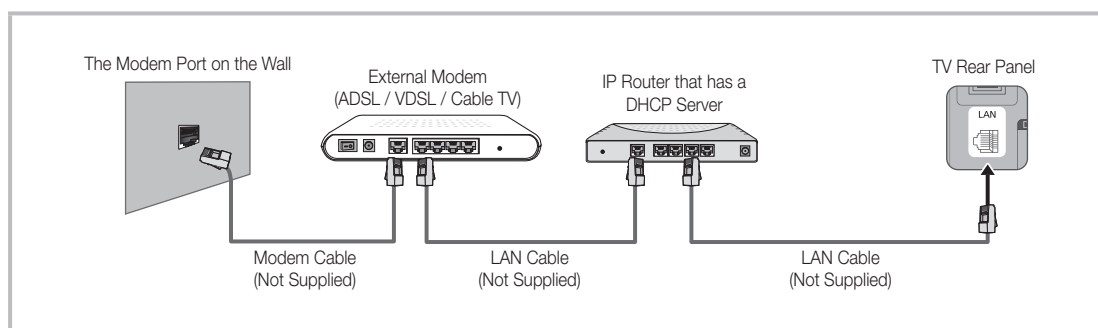 The Modem Port on the Wall
External Modem
(ADSL / VDSL / Cable TV)
IP Router that has a
DHCP Server
TV Rear Panel
LAN
Modem Cable
(Not Supplied)
LAN Cable
(Not Supplied)
LAN Cable
(Not Supplied)